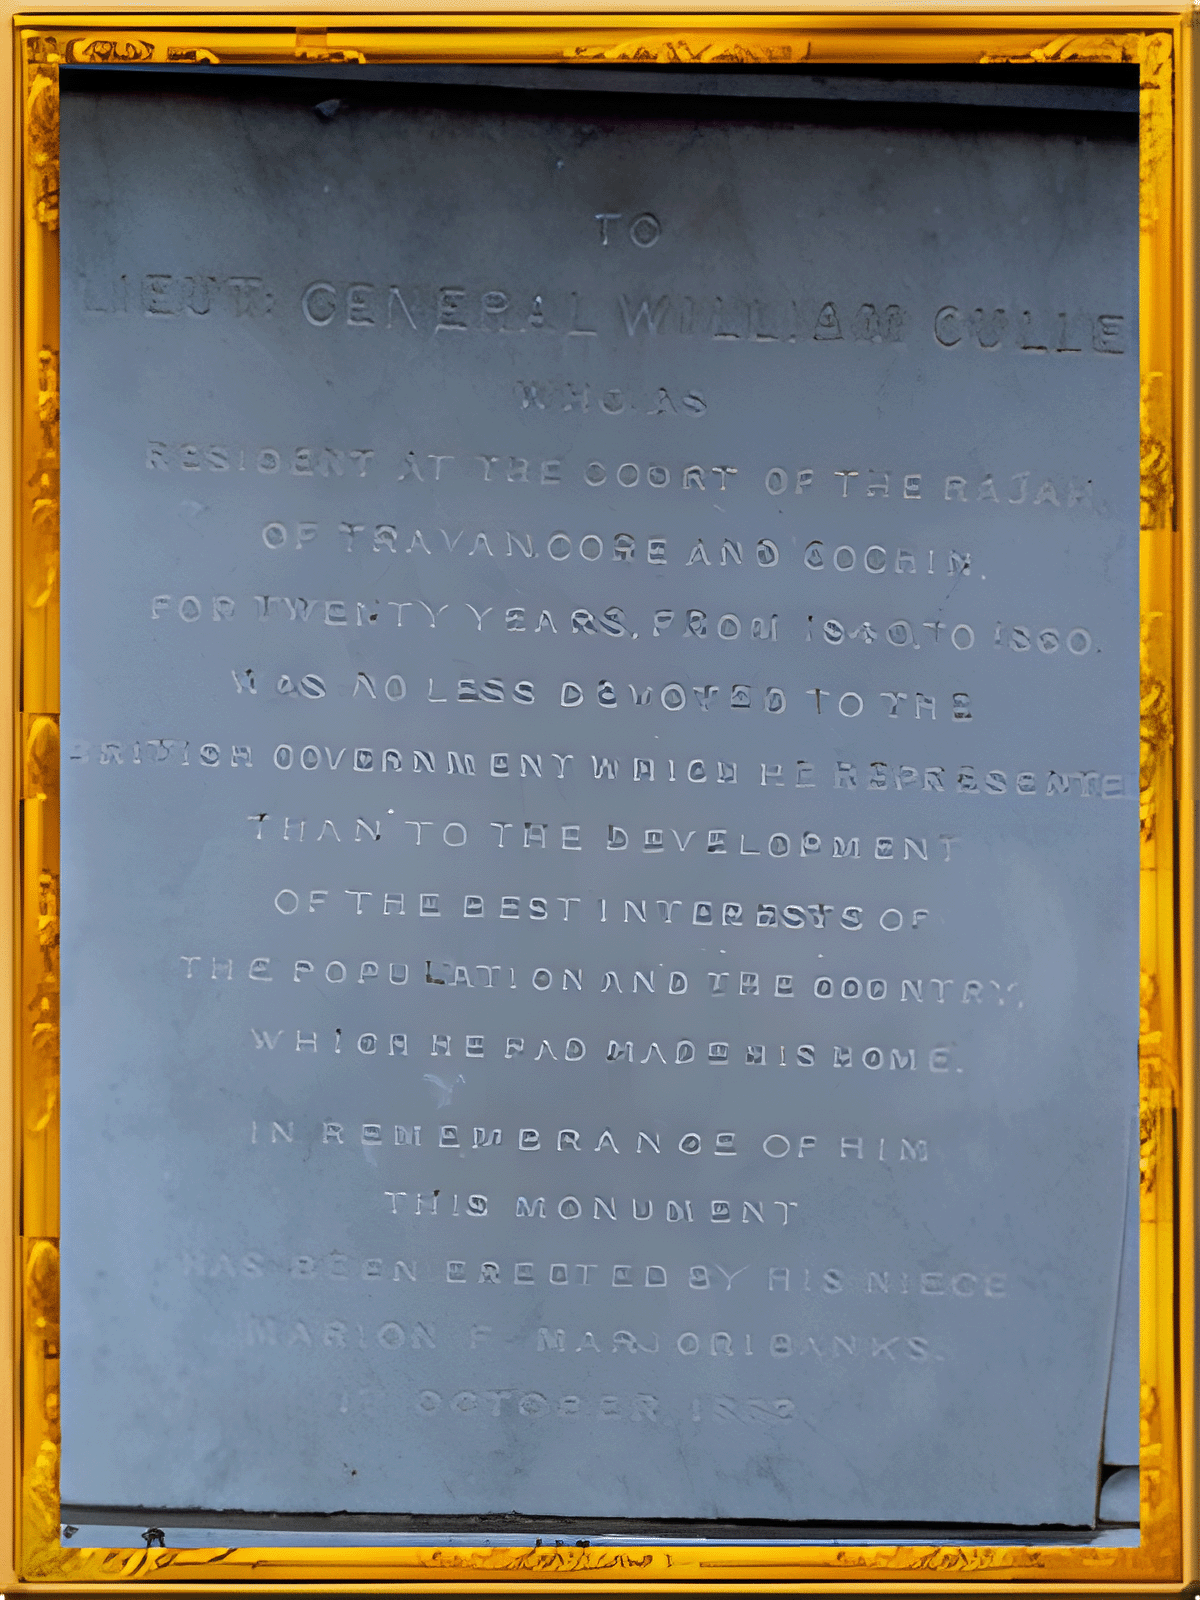 TO
LIEUT: GENERAL WILLIAM CULLE
WHO AS
RESIDENT AT THE COURT OF THE RAJAH,
OF TRAVANCORE AND COCHIN,
FOR TWENTY YEARS, FROM 1840, TO 1860.
WAS NO LESS DEVOTED TO THE
BRITISH GOVERNMENT WHICH HE REPRESENTE
THAN TO THE DEVELOPMENT
OF THE BEST INTERESTS OF
THE POPULATION AND THE COUNTRY,
WHICH HE HAD MADE HIS HOME.
IN REMEMBRANCE OF HIM
THIS MONUMENT
HAS BEEN ERECTED BY HIS NIECE
MARION F MARJORIBANKS.
OCTOBER